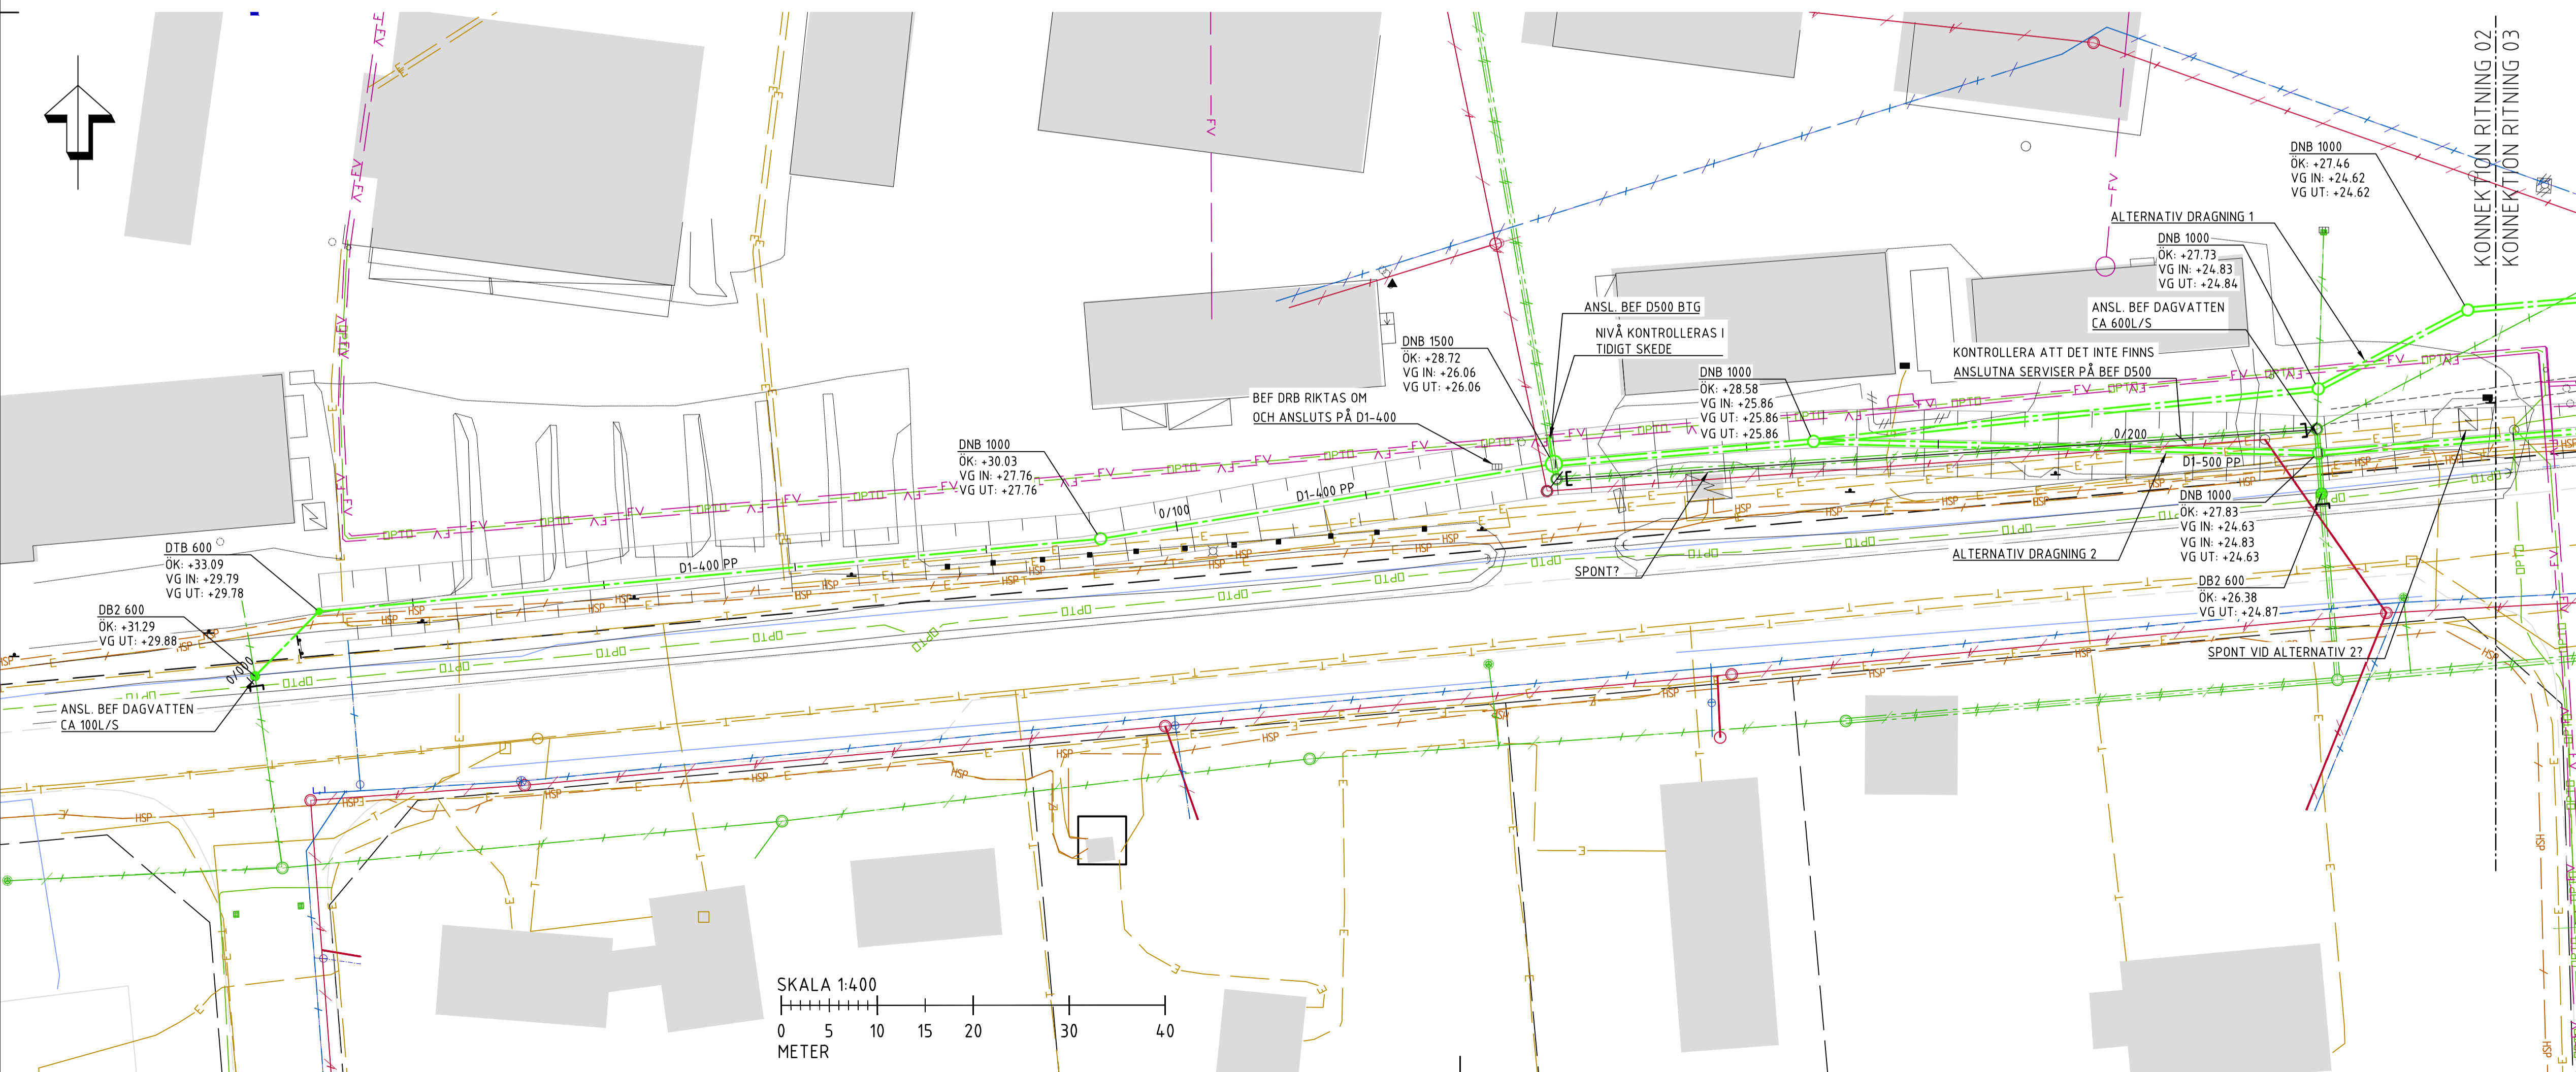 KONNEKTION RITNING 02
KONNEKTION RITNING 03
DNB 1000
ÖK: +27.46
VG IN: +24.62
VG UT: +24.62
ALTERNATIV DRAGNING 1
DNB 1000
ÖK: +27.73
VG IN: +24.83
VG UT: +24.84
ANSL. BEF DAGVATTEN
CA 600L/S
KONTROLLERA ATT DET INTE FINNS
ANSLUTNA SERVISER PÅ BEF D500
ANSL. BEF D500 BTG
NIVÅ KONTROLLERAS I
TIDIGT SKEDE
DNB 1500
ÖK: +28.72
VG IN: +26.06
VG UT: +26.06
DNB 1000
ÖK: +28.58
VG IN: +25.86
VG UT: +25.86
VG UT: +25.86
BEF DRB RIKTAS OM
OCH ANSLUTS PÅ D1-400
DNB 1000
ÖK: +30.03
VG IN: +27.76
VG UT: +27.76
0/200
D1-500 PP
D1-400 PP
0/100
D1-400 PP
DNB 1000
ÖK: +27.83
VG IN: +24.63
VG IN: +24.83
VG UT: +24.63
ALTERNATIV DRAGNING 2
SPONT?
DB2 600
ÖK: +26.38
VG UT: +24.87
SPONT VID ALTERNATIV 2?
DTB 600
ÖK: +33.09
VG IN: +29.79
VG UT: +29.78
DB2 600
ÖK: +31.29
VG UT: +29.88
0/000
ANSL. BEF DAGVATTEN
CA 100L/S
FV
OPTO
HSP
E
T
SKALA 1:400
0 5 10 15 20 30 40
METER